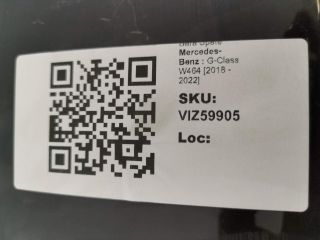 Mercedes-
Benz : G-Class
W464 [2018 -
2022]
SKU:
VIZ59905
Loc: